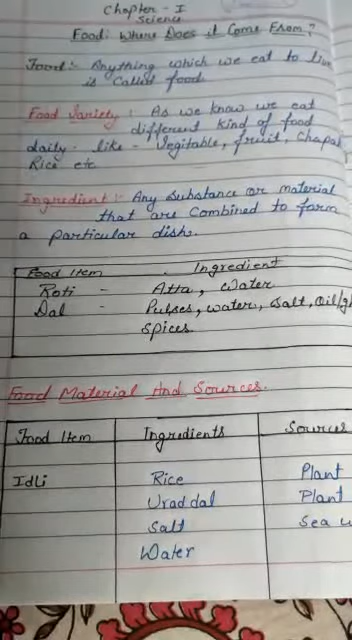 Chapter - I
Science
Food: Where Does it Come From?
Food:- Anything which we eat to live
is Called food
Food Variety: As we know we eat
different kind of food
daily like - Vegitable, fruit,
Rice etc
Ingredient:- Any Substance or material
that are Combined to form
a particular dish.
Food Item Ingredient
Roti - Atta, water
Dal - Pulses, water, Salt, Oil/
Spices.
Food Material And Sources.
Food Item Ingredients Sources
Idli Rice Plant
Urad dal Plant
Salt Sea
Water